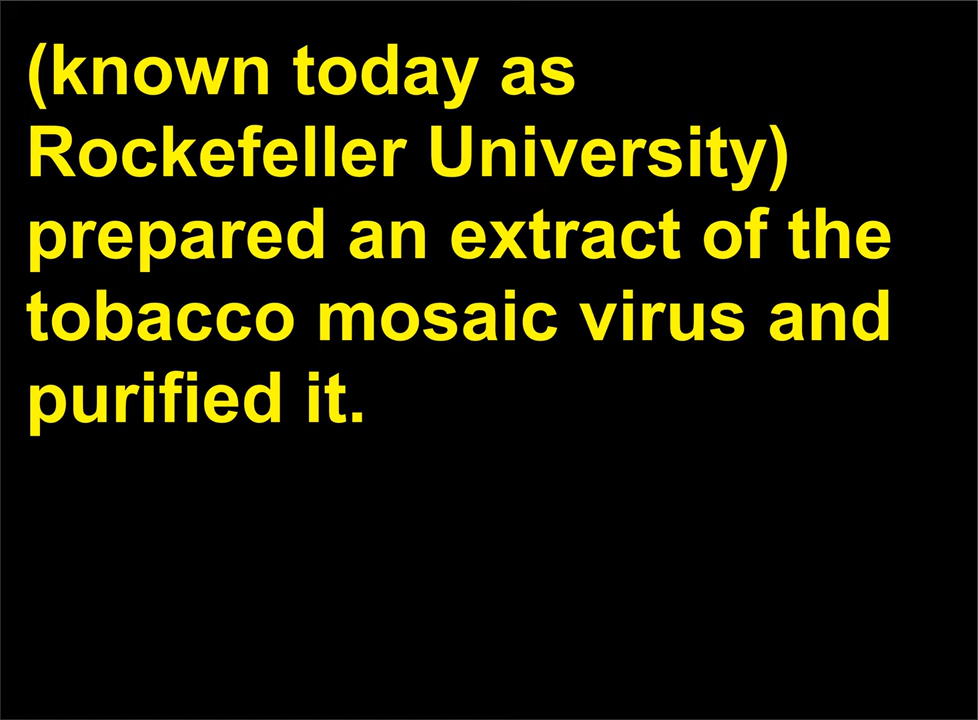 (known today as
Rockefeller University)
prepared an extract of the
tobacco mosaic virus and
purified it.